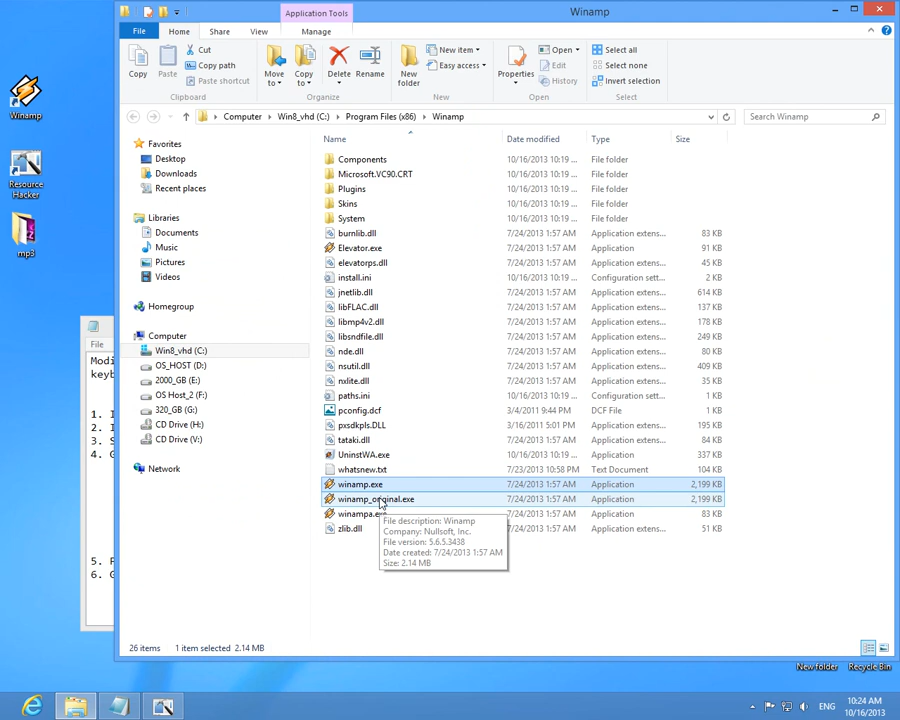 Application Tools
Winamp
File
Home
Share
View
Manage
Copy
Paste
Cut
Copy path
Paste shortcut
Clipboard
Move to
Copy to
Delete
Rename
Organize
New folder
New item
Easy access
New
Properties
Open
Edit
History
Open
Select all
Select none
Invert selection
Select
Computer
Win8_vhd (C:)
Program Files (x86)
Winamp
Search Winamp
Name
Date modified
Type
Size
Favorites
Desktop
Downloads
Recent places
Libraries
Documents
Music
Pictures
Videos
Homegroup
Computer
Win8_vhd (C:)
OS_HOST (D:)
2000_GB (E:)
OS Host_2 (F:)
320_GB (G:)
CD Drive (H:)
CD Drive (V:)
Network
Components 10/16/2013 10:19 ... File folder
Microsoft.VC90.CRT 10/16/2013 10:19 ... File folder
Plugins 10/16/2013 10:19 ... File folder
Skins 10/16/2013 10:19 ... File folder
System 10/16/2013 10:19 ... File folder
burnlib.dll 7/24/2013 1:57 AM Application extens... 83 KB
Elevator.exe 7/24/2013 1:57 AM Application 91 KB
elevatorps.dll 7/24/2013 1:57 AM Application extens... 45 KB
install.ini 10/16/2013 10:19 ... Configuration sett... 2 KB
jnetlib.dll 7/24/2013 1:57 AM Application extens... 614 KB
libFLAC.dll 7/24/2013 1:57 AM Application extens... 137 KB
libmp4v2.dll 7/24/2013 1:57 AM Application extens... 178 KB
libsndfile.dll 7/24/2013 1:57 AM Application extens... 249 KB
nde.dll 7/24/2013 1:57 AM Application extens... 80 KB
nsutil.dll 7/24/2013 1:57 AM Application extens... 409 KB
nxlite.dll 7/24/2013 1:57 AM Application extens... 35 KB
paths.ini 10/16/2013 10:19 ... Configuration sett... 1 KB
pconfig.dcf 3/4/2011 9:44 PM DCF File 1 KB
pxsdkpls.DLL 3/16/2011 5:01 PM Application extens... 195 KB
tataki.dll 7/24/2013 1:57 AM Application extens... 84 KB
UninstWA.exe 10/16/2013 10:19 ... Application 337 KB
whatsnew.txt 7/23/2013 10:58 PM Text Document 104 KB
winamp.exe 7/24/2013 1:57 AM Application 2,199 KB
winamp_original.exe 7/24/2013 1:57 AM Application 2,199 KB
winampa.exe 7/24/2013 1:57 AM Application 83 KB
zlib.dll 7/24/2013 1:57 AM Application extens... 51 KB
File description: Winamp
Company: Nullsoft, Inc.
File version: 5.6.5.3438
Date created: 7/24/2013 1:57 AM
Size: 2.14 MB
26 items
1 item selected 2.14 MB
Winamp
Resource Hacker
mp3
File
Modi
keyb
1. I
2. I
3. S
4. G
5. F
6. G
New folder
Recycle Bin
ENG
10:24 AM
10/16/2013